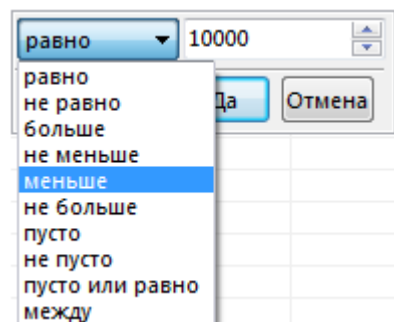 равно 10000
равно
не равно Да Отмена
больше
не меньше
меньше
не больше
пусто
не пусто
пусто или равно
между